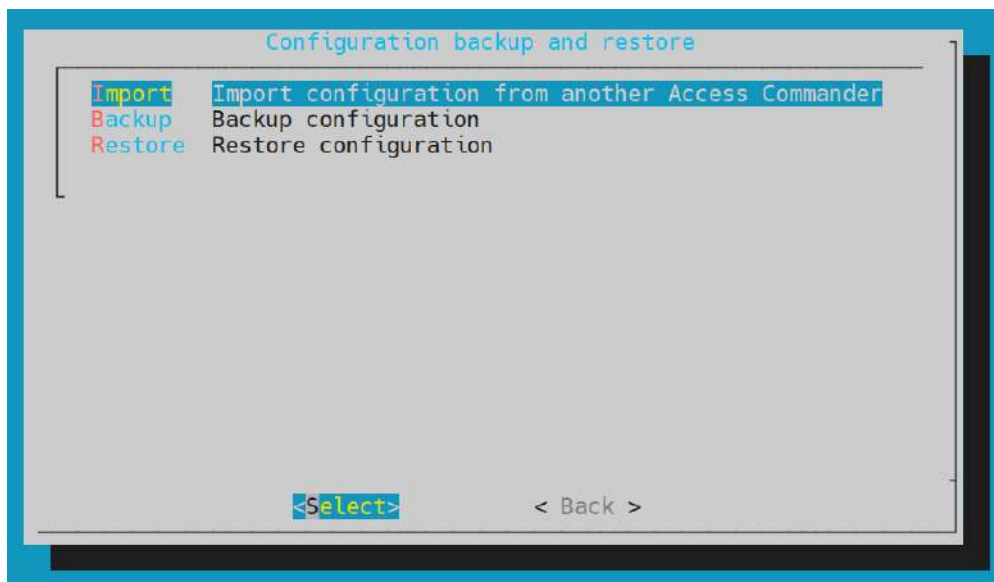 Configuration backup and restore
Import Import configuration from another Access Commander
Backup Backup configuration
Restore Restore configuration
<Select> < Back >